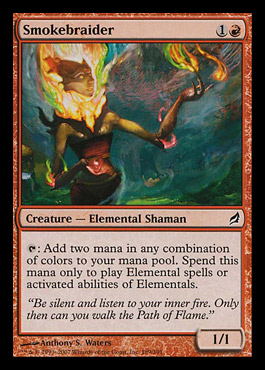 Smokebraider 1
Creature — Elemental Shaman
: Add two mana in any combination
of colors to your mana pool. Spend this
mana only to play Elemental spells or
activated abilities of Elementals.
“Be silent and listen to your inner fire. Only
then can you walk the Path of Flame.”
Anthony S. Waters
1/1